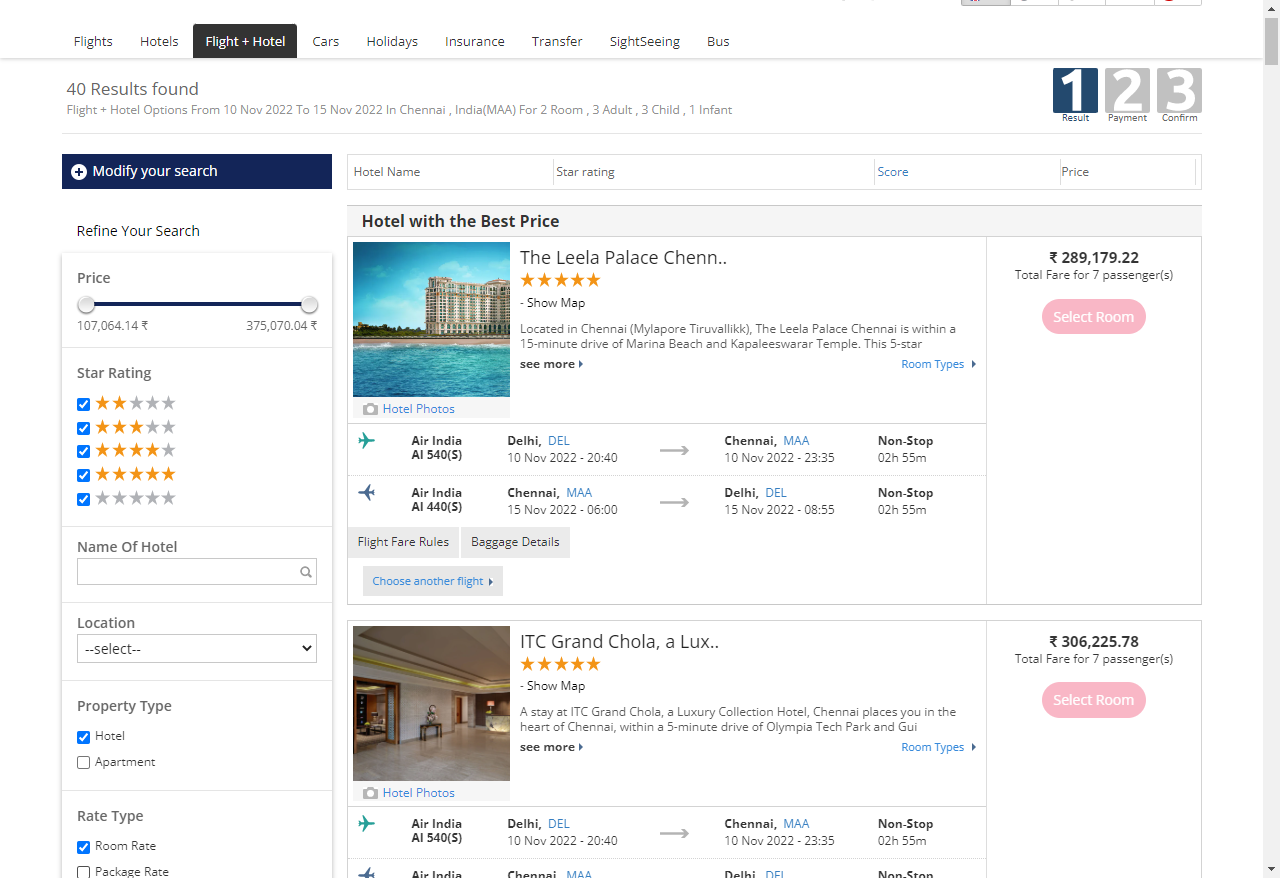 Flights Hotels Flight + Hotel Cars Holidays Insurance Transfer SightSeeing Bus
40 Results found
Flight + Hotel Options From 10 Nov 2022 To 15 Nov 2022 In Chennai , India(MAA) For 2 Room , 3 Adult , 3 Child , 1 Infant
1 2 3
Result Payment Confirm
Modify your search
Refine Your Search
Price
107,064.14 ₹ 375,070.04 ₹
Star Rating
Name Of Hotel
Location
--select--
Property Type
Hotel
Apartment
Rate Type
Room Rate
Package Rate
Hotel Name Star rating Score Price
Hotel with the Best Price
The Leela Palace Chenn..
- Show Map
Located in Chennai (Mylapore Tiruvallikk), The Leela Palace Chennai is within a
15-minute drive of Marina Beach and Kapaleeswarar Temple. This 5-star
see more Room Types
Hotel Photos
₹ 289,179.22
Total Fare for 7 passenger(s)
Select Room
Air India Delhi, DEL Chennai, MAA Non-Stop
AI 540(S) 10 Nov 2022 - 20:40 10 Nov 2022 - 23:35 02h 55m
Air India Chennai, MAA Delhi, DEL Non-Stop
AI 440(S) 15 Nov 2022 - 06:00 15 Nov 2022 - 08:55 02h 55m
Flight Fare Rules Baggage Details
Choose another flight
ITC Grand Chola, a Lux..
- Show Map
A stay at ITC Grand Chola, a Luxury Collection Hotel, Chennai places you in the
heart of Chennai, within a 5-minute drive of Olympia Tech Park and Gui
see more Room Types
Hotel Photos
₹ 306,225.78
Total Fare for 7 passenger(s)
Select Room
Air India Delhi, DEL Chennai, MAA Non-Stop
AI 540(S) 10 Nov 2022 - 20:40 10 Nov 2022 - 23:35 02h 55m
Air India Chennai, MAA Delhi, DEL Non-Stop